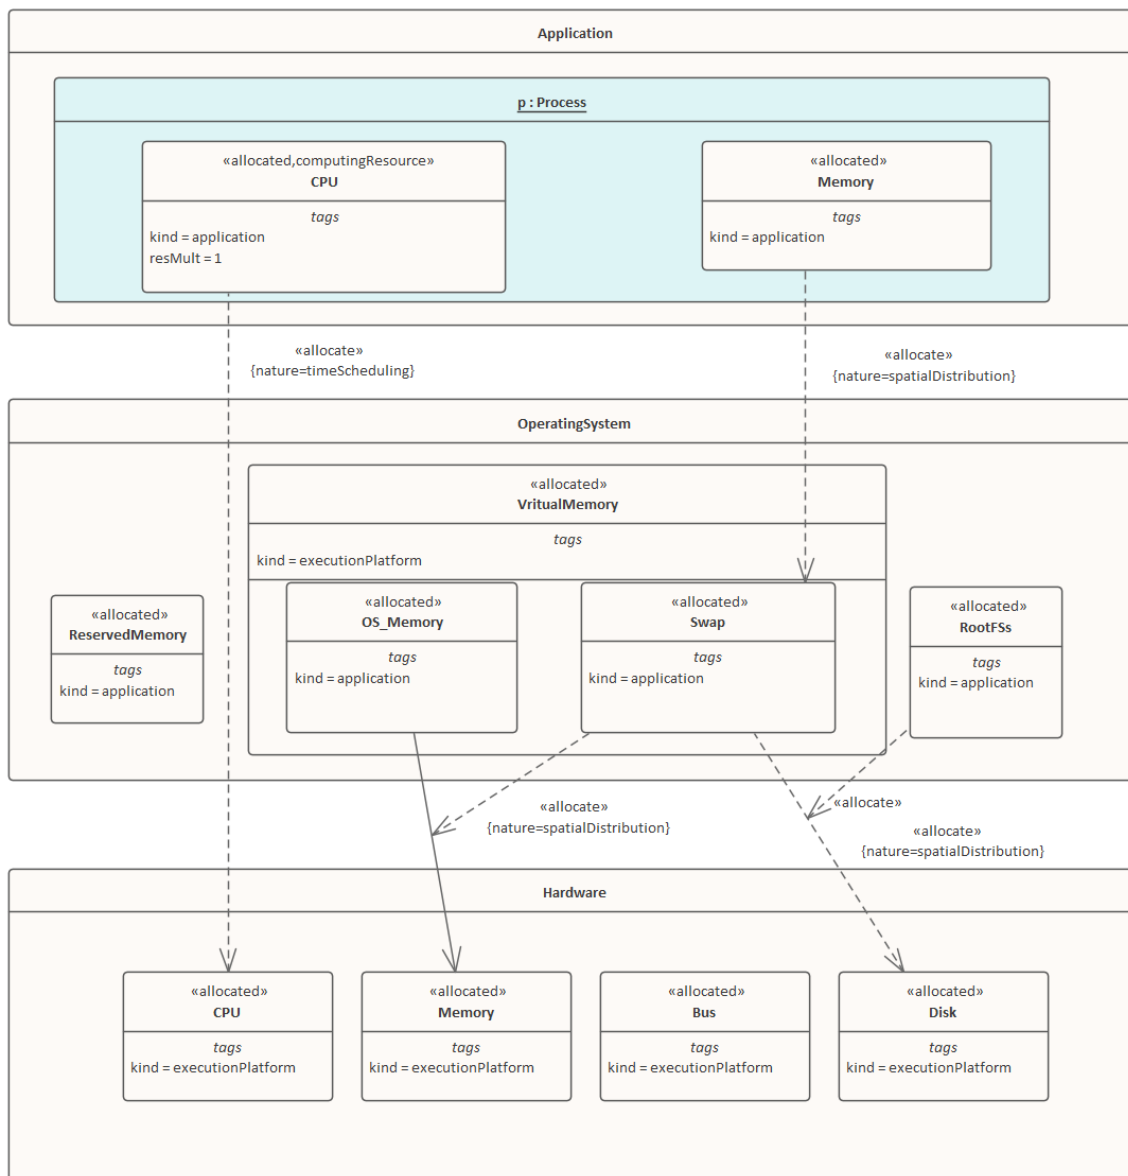 Application
p : Process
«allocated,computingResource»
CPU
tags
kind = application
resMult = 1
«allocated»
Memory
tags
kind = application
«allocate»
{nature=timeScheduling}
«allocate»
{nature=spatialDistribution}
OperatingSystem
«allocated»
VritualMemory
tags
kind = executionPlatform
«allocated»
ReservedMemory
tags
kind = application
«allocated»
OS_Memory
tags
kind = application
«allocated»
Swap
tags
kind = application
«allocated»
RootFSs
tags
kind = application
«allocate»
{nature=spatialDistribution}
«allocate»
«allocate»
{nature=spatialDistribution}
Hardware
«allocated»
CPU
tags
kind = executionPlatform
«allocated»
Memory
tags
kind = executionPlatform
«allocated»
Bus
tags
kind = executionPlatform
«allocated»
Disk
tags
kind = executionPlatform